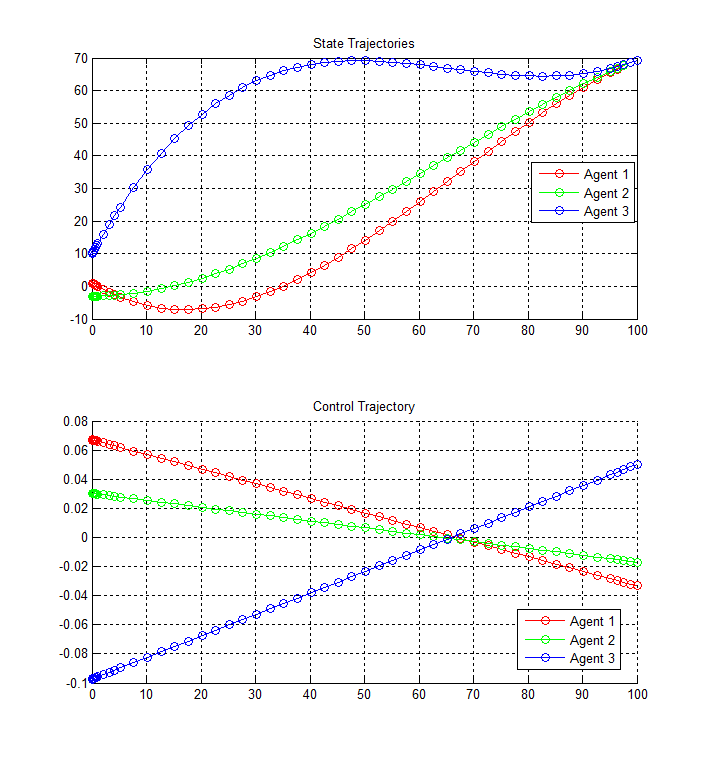 State Trajectories
70
60
50
40
30
20
10
0
-10
Agent 1
Agent 2
Agent 3
0 10 20 30 40 50 60 70 80 90 100
Control Trajectory
0.08
0.06
0.04
0.02
0
-0.02
-0.04
-0.06
-0.08
-0.1
Agent 1
Agent 2
Agent 3
0 10 20 30 40 50 60 70 80 90 100